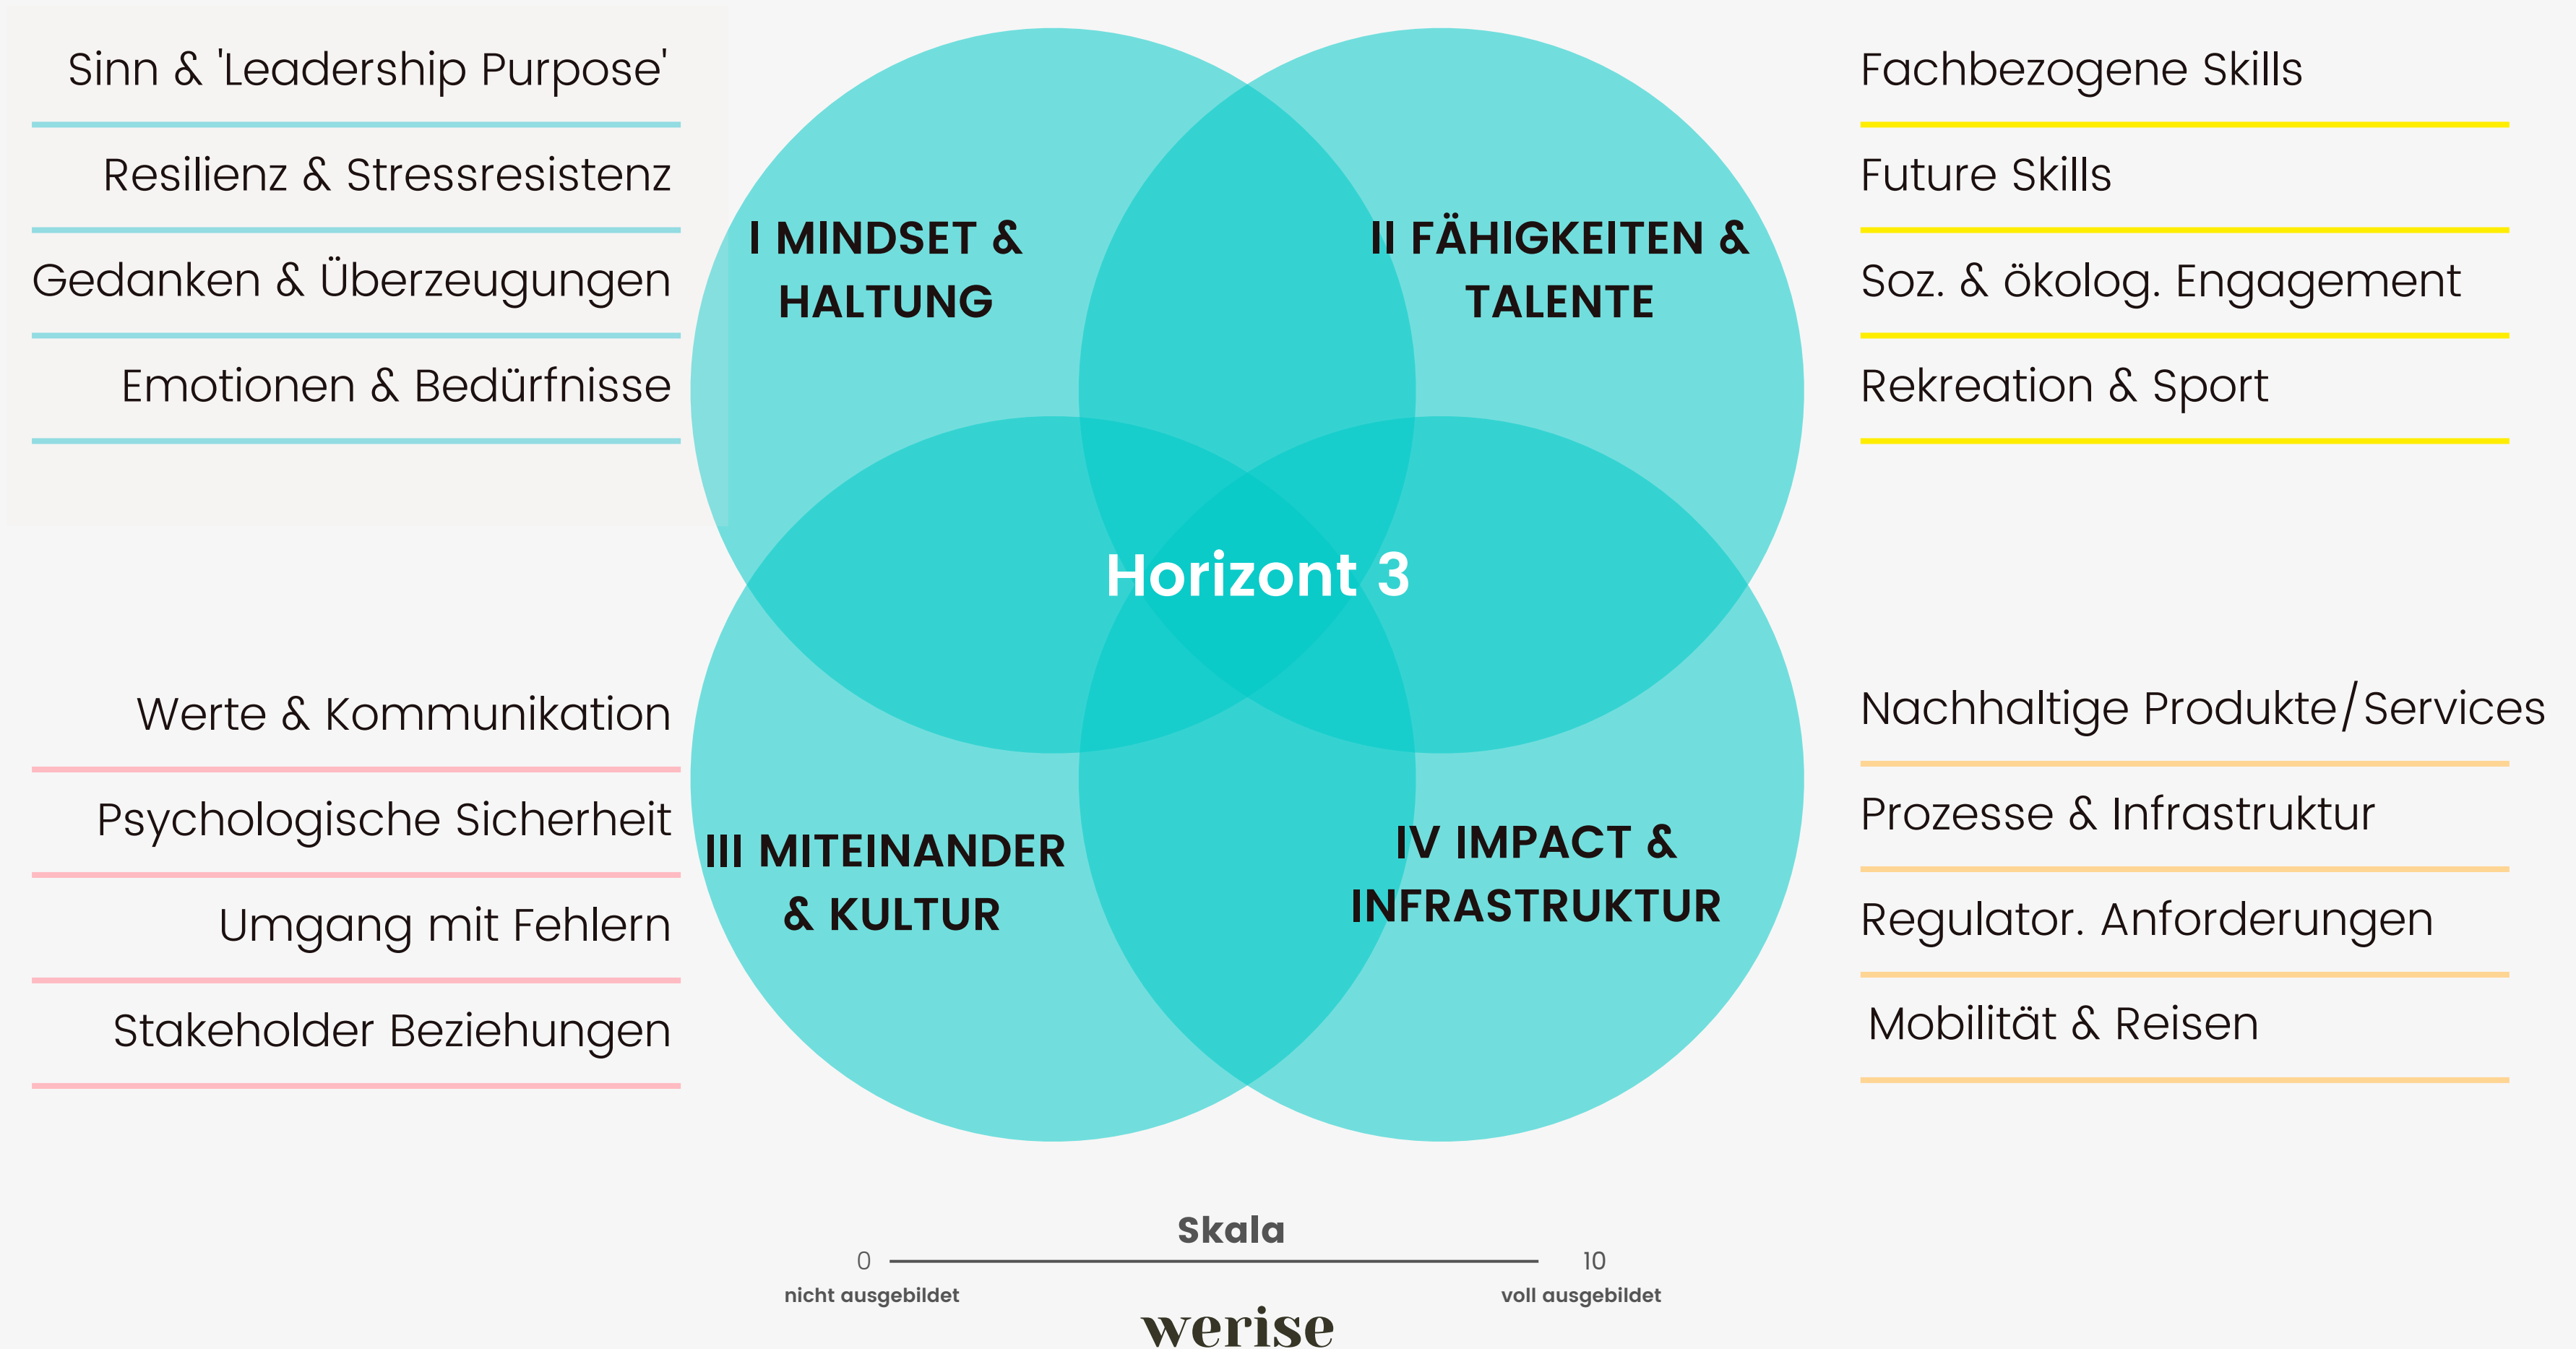 Sinn & 'Leadership Purpose'
Resilienz & Stressresistenz
Gedanken & Überzeugungen
Emotionen & Bedürfnisse
I MINDSET &
HALTUNG
II FÄHIGKEITEN &
TALENTE
Fachbezogene Skills
Future Skills
Soz. & ökolog. Engagement
Rekreation & Sport
Horizont 3
Werte & Kommunikation
Psychologische Sicherheit
Umgang mit Fehlern
Stakeholder Beziehungen
III MITEINANDER
& KULTUR
IV IMPACT &
INFRASTRUKTUR
Nachhaltige Produkte/Services
Prozesse & Infrastruktur
Regulator. Anforderungen
Mobilität & Reisen
Skala
0 10
nicht ausgebildet voll ausgebildet
werise